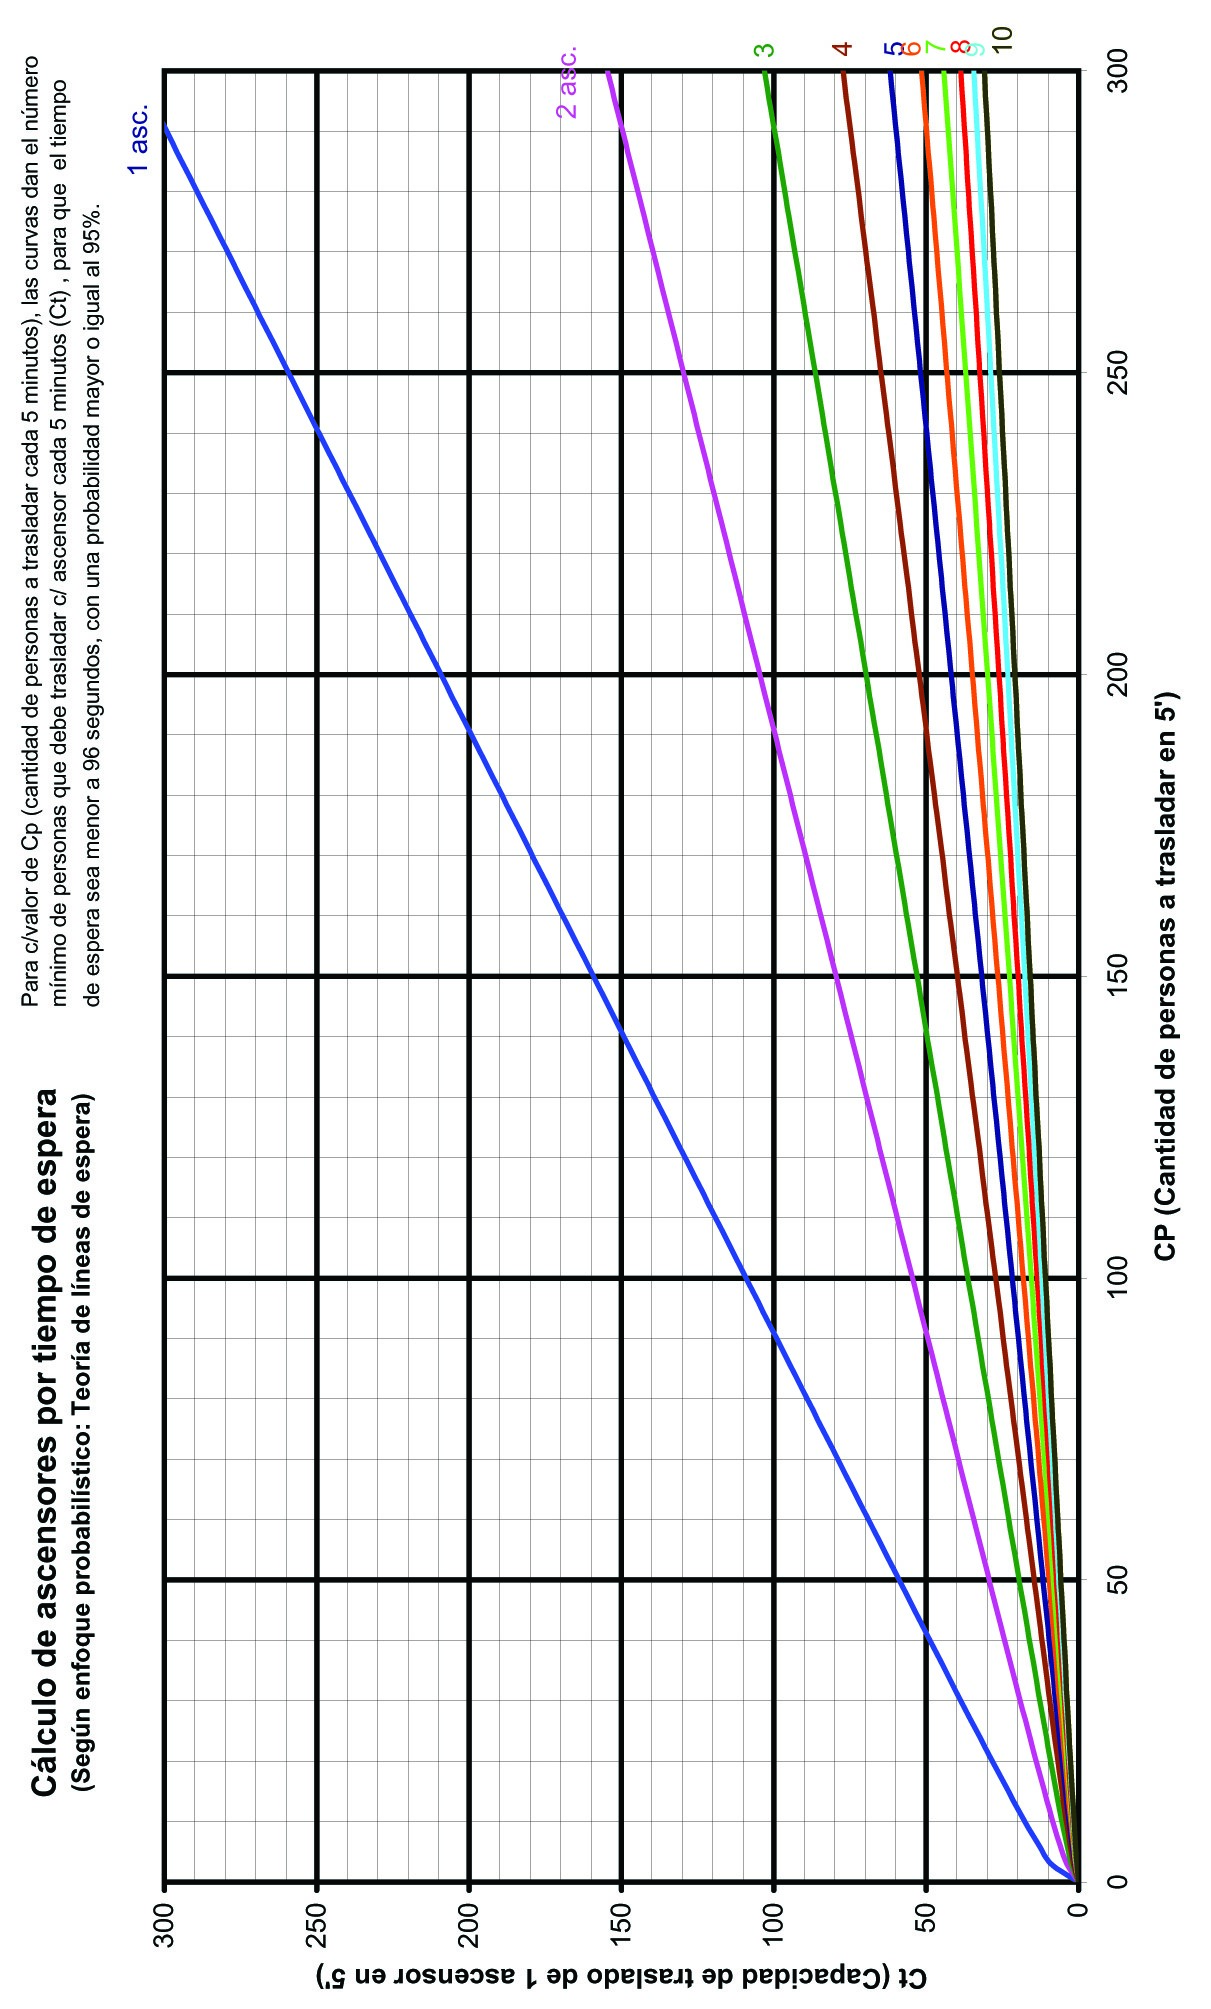 Cálculo de ascensores por tiempo de espera
(Según enfoque probabilístico: Teoría de líneas de espera)
Para c/valor de Cp (cantidad de personas a trasladar cada 5 minutos), las curvas dan el número
mínimo de personas que debe trasladar c/ ascensor cada 5 minutos (Ct) , para que el tiempo
de espera sea menor a 96 segundos, con una probabilidad mayor o igual al 95%.
1 asc.
2 asc.
3
4
5
6
7
8
9
10
300
250
200
150
100
50
0
Ct (Capacidad de traslado de 1 ascensor en 5')
0
50
100
150
200
250
300
CP (Cantidad de personas a trasladar en 5')